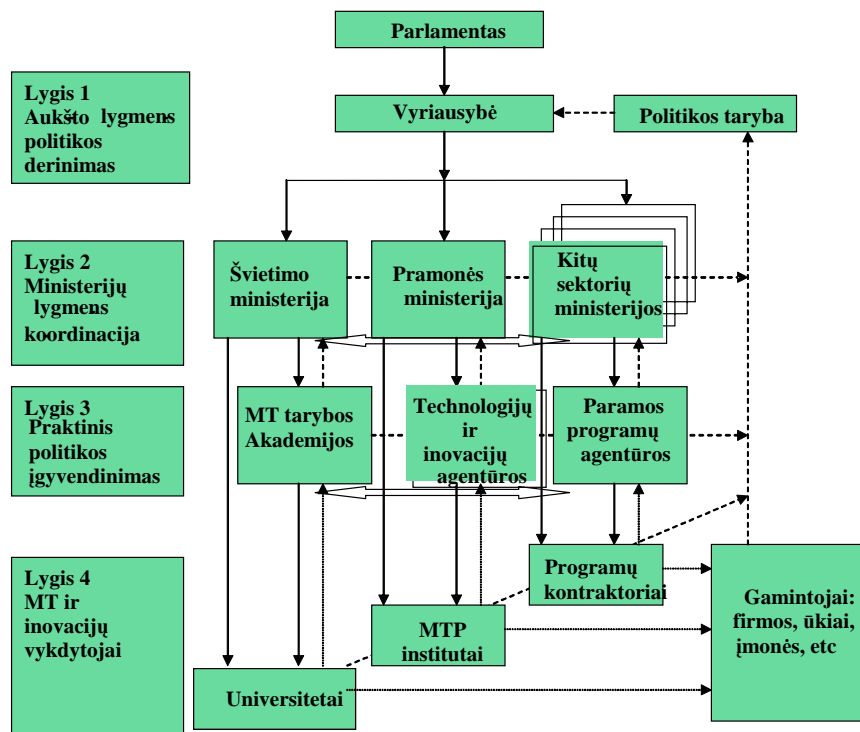 Parlamentas
Lygis 1
Aukšto lygmens
politikos
derinimas
Vyriausybė
Politikos taryba
Lygis 2
Ministerijų
lygmens
koordinacija
Švietimo
ministerija
Pramonės
ministerija
Kitų
sektorių
ministerijos
Lygis 3
Praktinis
politikos
įgyvendinimas
MT tarybos
Akademijos
Technologijų
ir
inovacijų
agentūros
Paramos
programų
agentūros
Lygis 4
MT ir
inovacijų
vykdytojai
Programų
kontraktoriai
MTP
institutai
Universitetai
Gamintojai:
firmos, ūkiai,
įmonės, etc